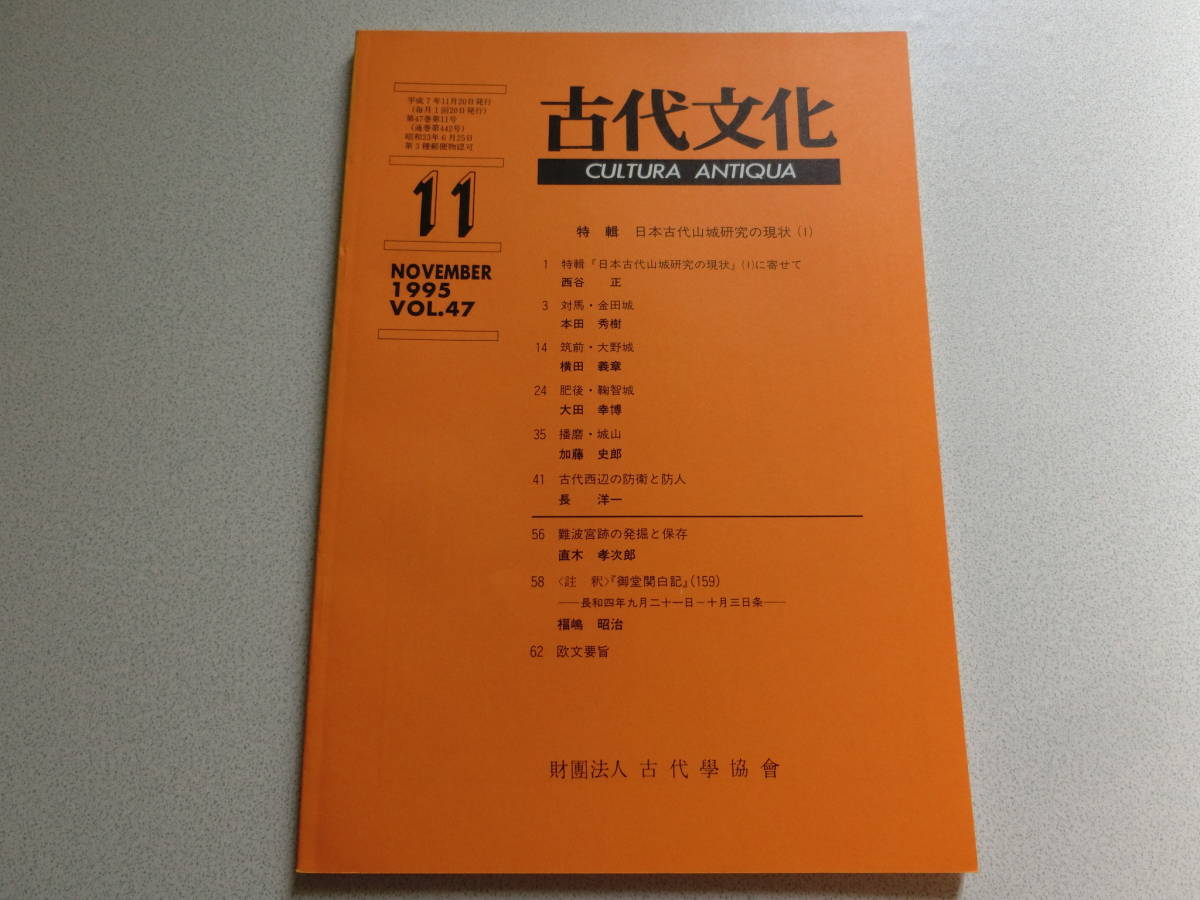 平成7年11月20日発行
(毎月1回20日発行)
第47巻第11号
(通巻第442号)
昭和33年6月25日
第3種郵便物認可
11
NOVEMBER
1995
VOL.47
古代文化
CULTURA ANTIQUA
特輯 日本古代山城研究の現状(I)
1 特輯『日本古代山城研究の現状』(I)に寄せて
西谷 正
3 対馬・金田城
本田 秀樹
14 筑前・大野城
横田 義章
24 肥後・鞠智城
大田 幸博
35 播磨・城山
加藤 史郎
41 古代西辺の防衛と防人
長 洋一
56 難波宮跡の発掘と保存
直木 孝次郎
58 〈註 釈〉『御堂関白記』(159)
——長和四年九月二十一日−十月三日条——
福嶋 昭治
62 欧文要旨
財團法人 古代學協會